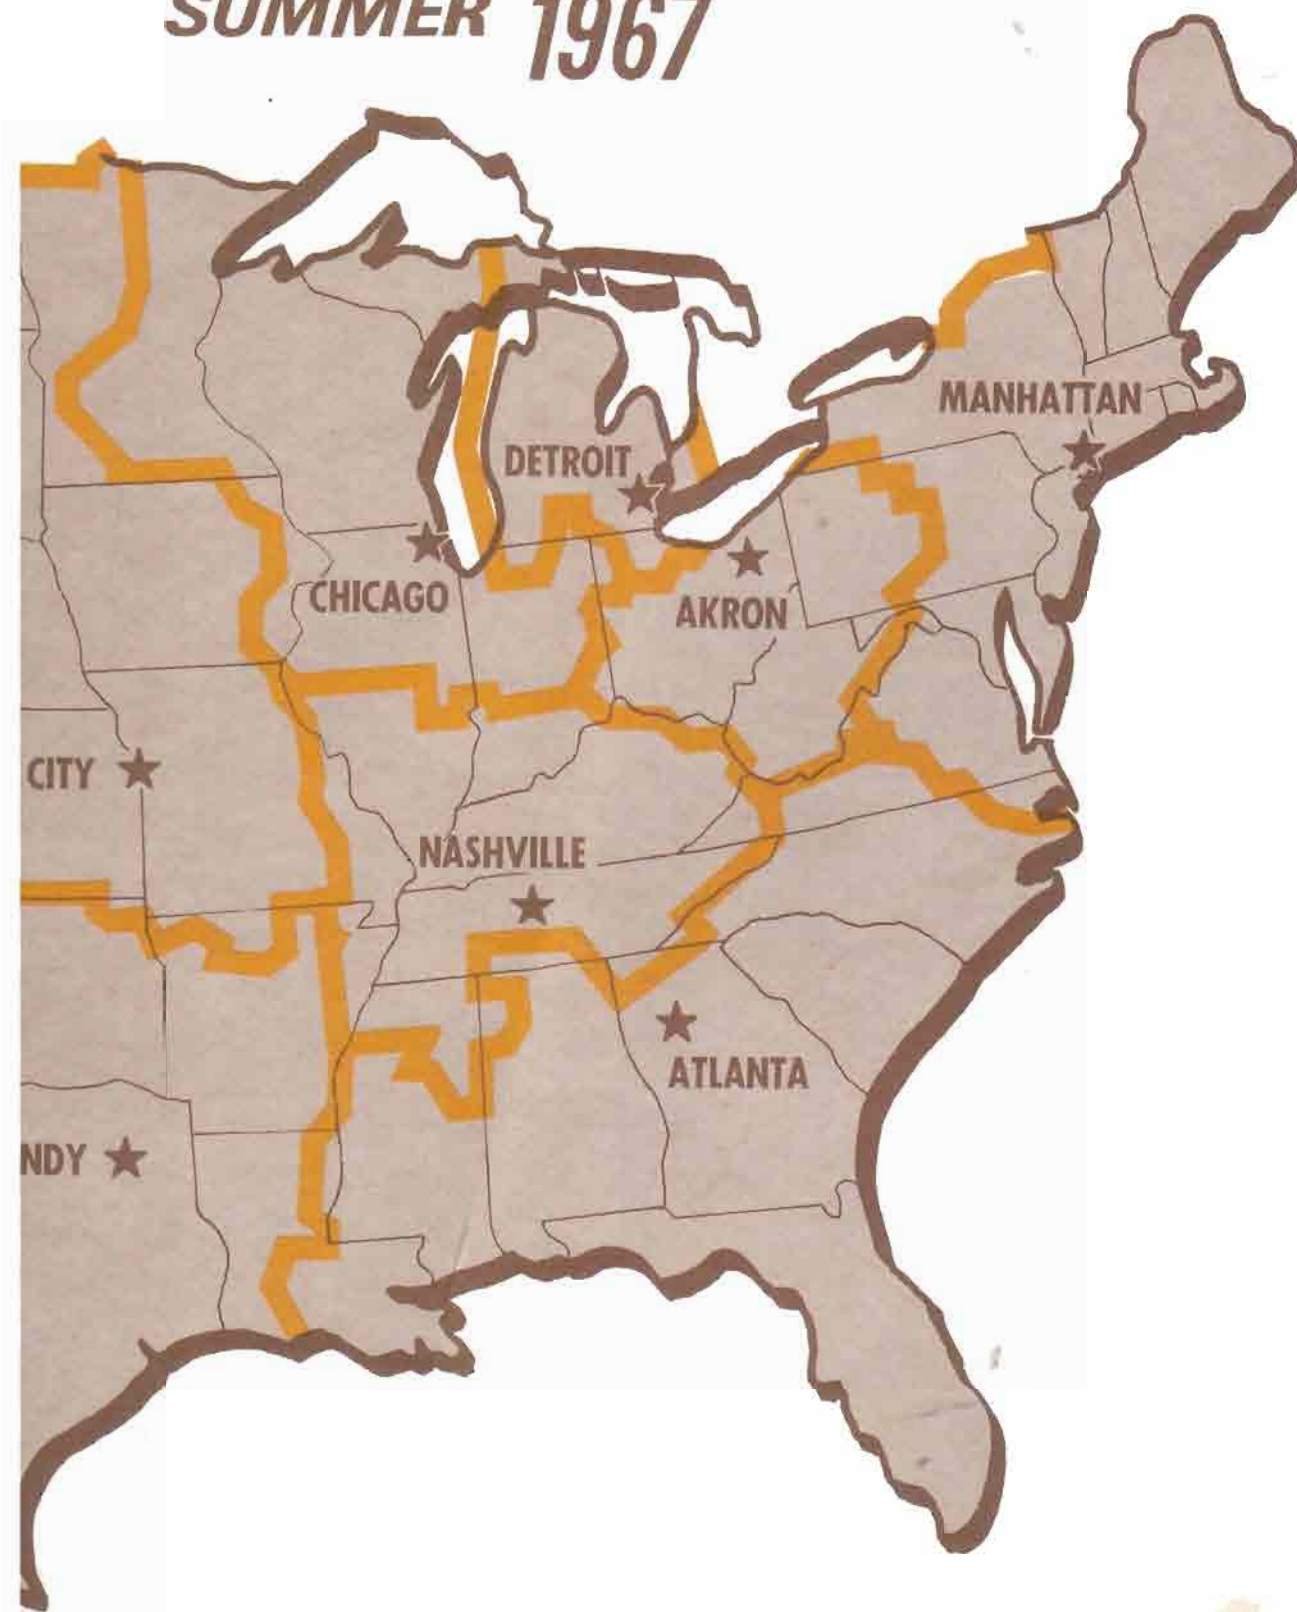 SUMMER 1967
MANHATTAN
DETROIT
CHICAGO
AKRON
CITY
NASHVILLE
ATLANTA
NDY